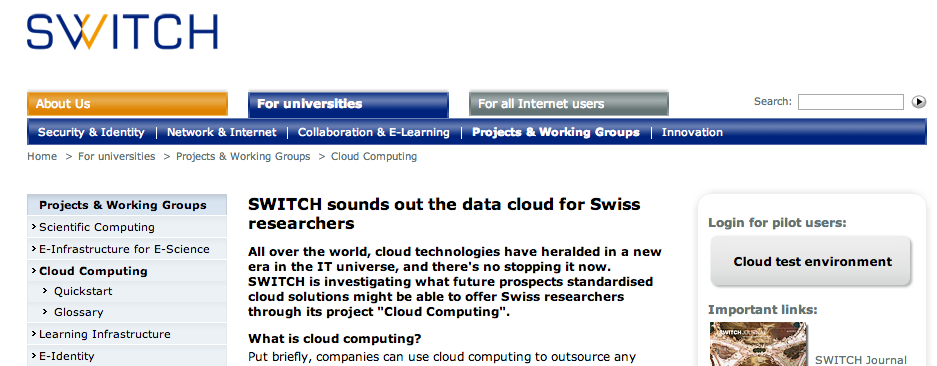 SWITCH
About Us
For universities
For all Internet users
Search:
Security & Identity
Network & Internet
Collaboration & E-Learning
Projects & Working Groups
Innovation
Home > For universities > Projects & Working Groups > Cloud Computing
Projects & Working Groups
Scientific Computing
E-Infrastructure for E-Science
Cloud Computing
Quickstart
Glossary
Learning Infrastructure
E-Identity
SWITCH sounds out the data cloud for Swiss
researchers
All over the world, cloud technologies have heralded in a new
era in the IT universe, and there's no stopping it now.
SWITCH is investigating what future prospects standardised
cloud solutions might be able to offer Swiss researchers
through its project "Cloud Computing".
What is cloud computing?
Put briefly, companies can use cloud computing to outsource any
Login for pilot users:
Cloud test environment
Important links:
SWITCH JOURNAL
SWITCH Journal